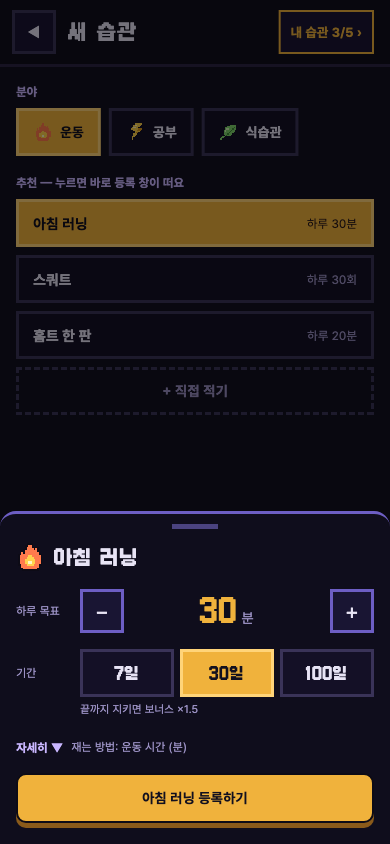 ◀ 새 습관 내 습관 3/5 ›
분야
운동 공부 식습관
추천 — 누르면 바로 등록 창이 떠요
아침 러닝 하루 30분
스쿼트 하루 30회
홈트 한 판 하루 20분
+ 직접 적기
아침 러닝
하루 목표 − 30 분 +
기간 7일 30일 100일
끝까지 지키면 보너스 ×1.5
자세히 ▼ 재는 방법: 운동 시간 (분)
아침 러닝 등록하기